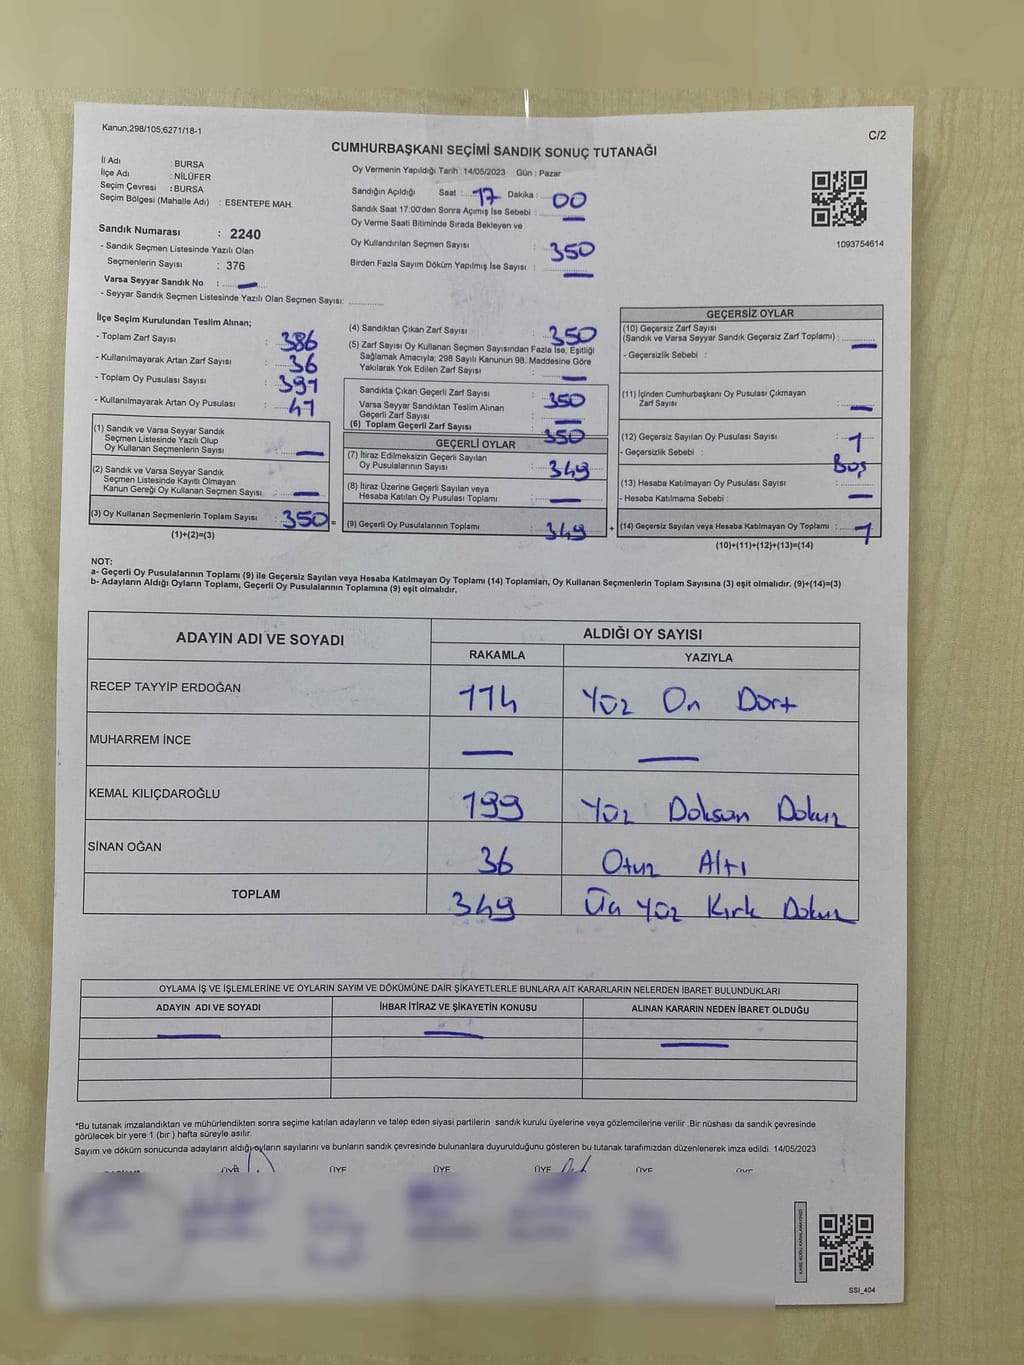 Kanun;298/105;6271/18-1
C/2
CUMHURBAŞKANI SEÇİMİ SANDIK SONUÇ TUTANAĞI
İl Adı : BURSA
İlçe Adı : NİLÜFER
Seçim Çevresi : BURSA
Seçim Bölgesi (Mahalle Adı) : ESENTEPE MAH.
Sandık Numarası : 2240
- Sandık Seçmen Listesinde Yazılı Olan
Seçmenlerin Sayısı : 376
Varsa Seyyar Sandık No : —
- Seyyar Sandık Seçmen Listesinde Yazılı Olan Seçmen Sayısı:
Oy Vermenin Yapıldığı Tarih :14/05/2023 Gün : Pazar
Sandığın Açıldığı Saat : 17 Dakika : 00
Sandık Saat 17:00'den Sonra Açımış İse Sebebi : —
Oy Verme Saati Bitiminde Sırada Bekleyen ve
Oy Kullandırılan Seçmen Sayısı : 350
Birden Fazla Sayım Döküm Yapılmış İse Sayısı : —
1093754614
İlçe Seçim Kurulundan Teslim Alınan;
- Toplam Zarf Sayısı : 386
- Kullanılmayarak Artan Zarf Sayısı : 36
- Toplam Oy Pusulası Sayısı : 397
- Kullanılmayarak Artan Oy Pusulası : 47
(1) Sandık ve Varsa Seyyar Sandık
Seçmen Listesinde Yazılı Olup
Oy Kullanan Seçmenlerin Sayısı : —
(2) Sandık ve Varsa Seyyar Sandık
Seçmen Listesinde Kayıtlı Olmayan
Kanun Gereği Oy Kullanan Seçmen Sayısı : —
(3) Oy Kullanan Seçmenlerin Toplam Sayısı : 350 =
(1)+(2)=(3)
(4) Sandıktan Çıkan Zarf Sayısı : 350
(5) Zarf Sayısı Oy Kullanan Seçmen Sayısından Fazla İse, Eşitliği
Sağlamak Amacıyla; 298 Sayılı Kanunun 98. Maddesine Göre
Yakılarak Yok Edilen Zarf Sayısı : —
Sandıkta Çıkan Geçerli Zarf Sayısı : 350
Varsa Seyyar Sandıktan Teslim Alınan
Geçerli Zarf Sayısı : —
(6) Toplam Geçerli Zarf Sayısı : 350
GEÇERLİ OYLAR
(7) İtiraz Edilmeksizin Geçerli Sayılan
Oy Pusulalarının Sayısı : 349
(8) İtiraz Üzerine Geçerli Sayılan veya
Hesaba Katılan Oy Pusulası Toplamı : —
(9) Geçerli Oy Pusulalarının Toplamı : 349 +
GEÇERSİZ OYLAR
(10) Geçersiz Zarf Sayısı
(Sandık ve Varsa Seyyar Sandık Geçersiz Zarf Toplamı) : —
- Geçersizlik Sebebi :
(11) İçinden Cumhurbaşkanı Oy Pusulası Çıkmayan
Zarf Sayısı : —
(12) Geçersiz Sayılan Oy Pusulası Sayısı : 1
- Geçersizlik Sebebi : Boş
(13) Hesaba Katılmayan Oy Pusulası Sayısı :
- Hesaba Katılmama Sebebi : —
(14) Geçersiz Sayılan veya Hesaba Katılmayan Oy Toplamı : 1
(10)+(11)+(12)+(13)=(14)
NOT:
a- Geçerli Oy Pusulalarının Toplamı (9) ile Geçersiz Sayılan veya Hesaba Katılmayan Oy Toplamı (14) Toplamları, Oy Kullanan Seçmenlerin Toplam Sayısına (3) eşit olmalıdır. (9)+(14)=(3)
b- Adayların Aldığı Oyların Toplamı, Geçerli Oy Pusulalarının Toplamına (9) eşit olmalıdır.
ADAYIN ADI VE SOYADI
ALDIĞI OY SAYISI
RAKAMLA YAZIYLA
RECEP TAYYİP ERDOĞAN 114 Yüz On Dört
MUHARREM İNCE — —
KEMAL KILIÇDAROĞLU 199 Yüz Doksan Dokuz
SİNAN OĞAN 36 Otuz Altı
TOPLAM 349 Üç Yüz Kırk Dokuz
OYLAMA İŞ VE İŞLEMLERİNE VE OYLARIN SAYIM VE DÖKÜMÜNE DAİR ŞİKAYETLERLE BUNLARA AİT KARARLARIN NELERDEN İBARET BULUNDUKLARI
ADAYIN ADI VE SOYADI İHBAR İTİRAZ VE ŞİKAYETİN KONUSU ALINAN KARARIN NEDEN İBARET OLDUĞU
— — —
*Bu tutanak imzalandıktan ve mühürlendikten sonra seçime katılan adayların ve talep eden siyasi partilerin sandık kurulu üyelerine veya gözlemcilerine verilir .Bir nüshası da sandık çevresinde
görülecek bir yere 1 (bir ) hafta süreyle asılır.
Sayım ve döküm sonucunda adayların aldığı oyların sayılarını ve bunların sandık çevresinde bulunanlara duyurulduğunu gösteren bu tutanak tarafımızdan düzenlenerek imza edildi. 14/05/2023
ÜYE ÜYE ÜYE ÜYE ÜYE ÜYE
SSI_404